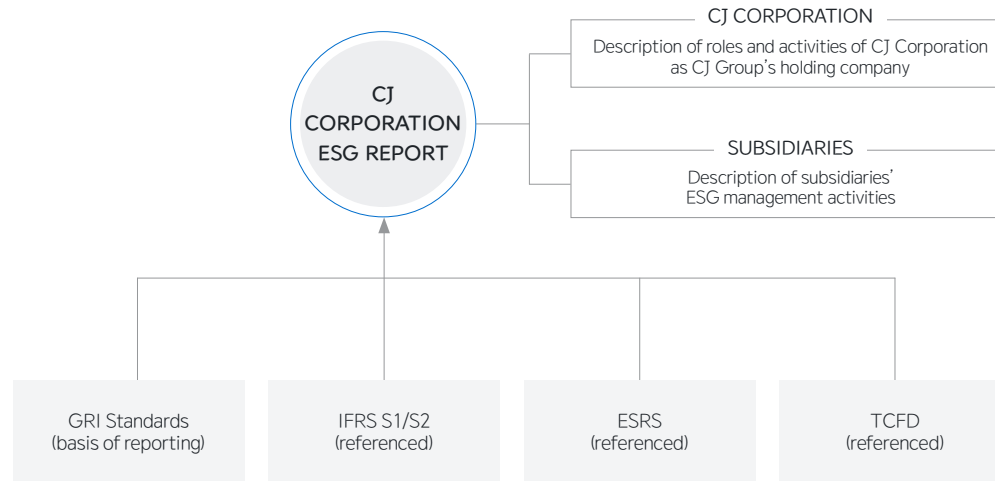 CJ
CORPORATION
ESG REPORT
CJ CORPORATION
Description of roles and activities of CJ Corporation
as CJ Group's holding company
SUBSIDIARIES
Description of subsidiaries'
ESG management activities
GRI Standards
(basis of reporting)
IFRS S1/S2
(referenced)
ESRS
(referenced)
TCFD
(referenced)